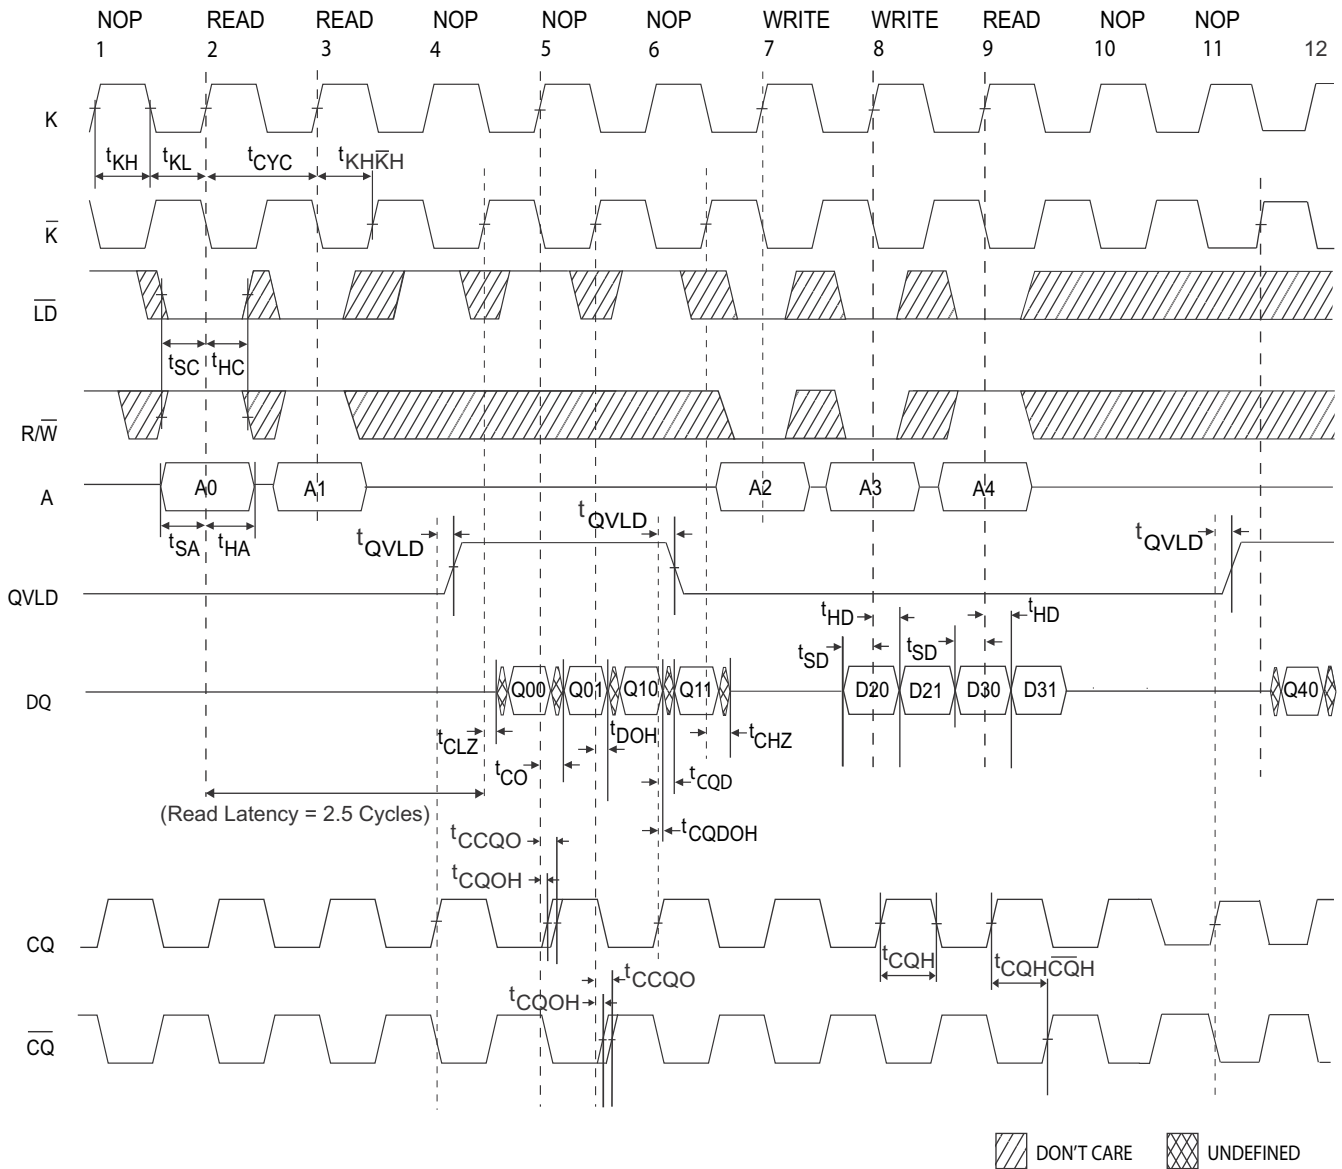 NOP READ READ NOP NOP NOP WRITE WRITE READ NOP NOP
1 2 3 4 5 6 7 8 9 10 11 12
K
tKH tKL tCYC tKHK̅H
K̅
L̅D̅
tSC tHC
R/W̅
A A0 A1 A2 A3 A4
tSA tHA tQVLD tQVLD tQVLD
QVLD
tHD tHD
tSD tSD
DQ Q00 Q01 Q10 Q11 D20 D21 D30 D31 Q40
tCLZ tDOH tCHZ
tCO tCQD
(Read Latency = 2.5 Cycles)
tCCQO tCQDOH
tCQOH
CQ
tCQH tCQHC̅Q̅H
tCCQO
tCQOH
C̅Q̅
DON'T CARE UNDEFINED